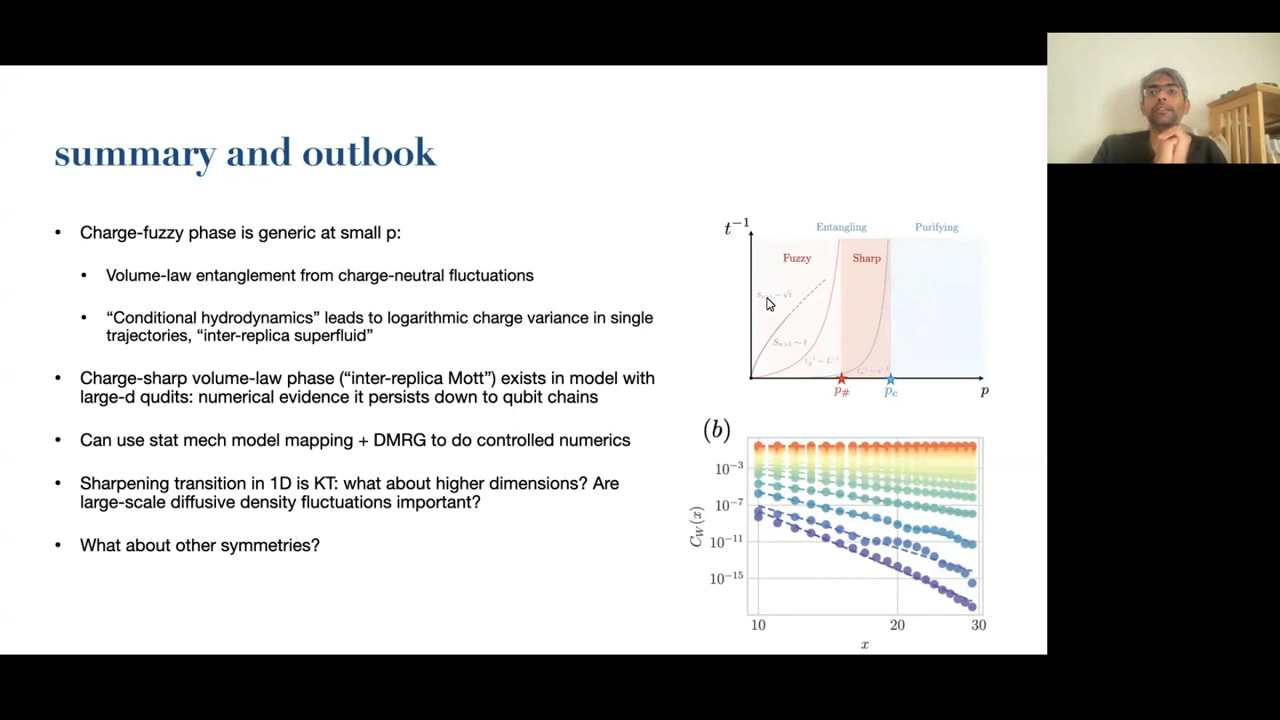 summary and outlook
• Charge-fuzzy phase is generic at small p:
• Volume-law entanglement from charge-neutral fluctuations
• “Conditional hydrodynamics” leads to logarithmic charge variance in single
trajectories, “inter-replica superfluid”
• Charge-sharp volume-law phase (“inter-replica Mott”) exists in model with
large-d qudits: numerical evidence it persists down to qubit chains
• Can use stat mech model mapping + DMRG to do controlled numerics
• Sharpening transition in 1D is KT: what about higher dimensions? Are
large-scale diffusive density fluctuations important?
• What about other symmetries?
t⁻¹
Entangling
Purifying
Fuzzy
Sharp
Sₙ>₁ ~ t
p#
p_c
p
(b)
C_W(x)
10⁻³
10⁻⁷
10⁻¹¹
10⁻¹⁵
10
20
30
x